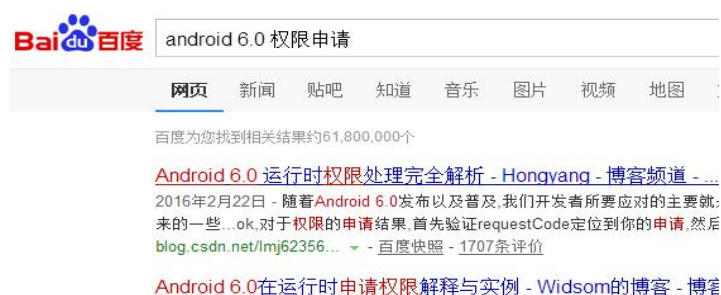 Bai du 百度 android 6.0 权限申请
网页 新闻 贴吧 知道 音乐 图片 视频 地图
百度为您找到相关结果约61,800,000个
Android 6.0 运行时权限处理完全解析 - Hongyang - 博客频道 - ...
2016年2月22日 - 随着Android 6.0发布以及普及,我们开发者所要应对的主要就
来的一些...ok,对于权限的申请结果,首先验证requestCode定位到你的申请,然后
blog.csdn.net/lmj62356... - 百度快照 - 1707条评价
Android 6.0在运行时申请权限解释与实例 - Widsom的博客 - 博客